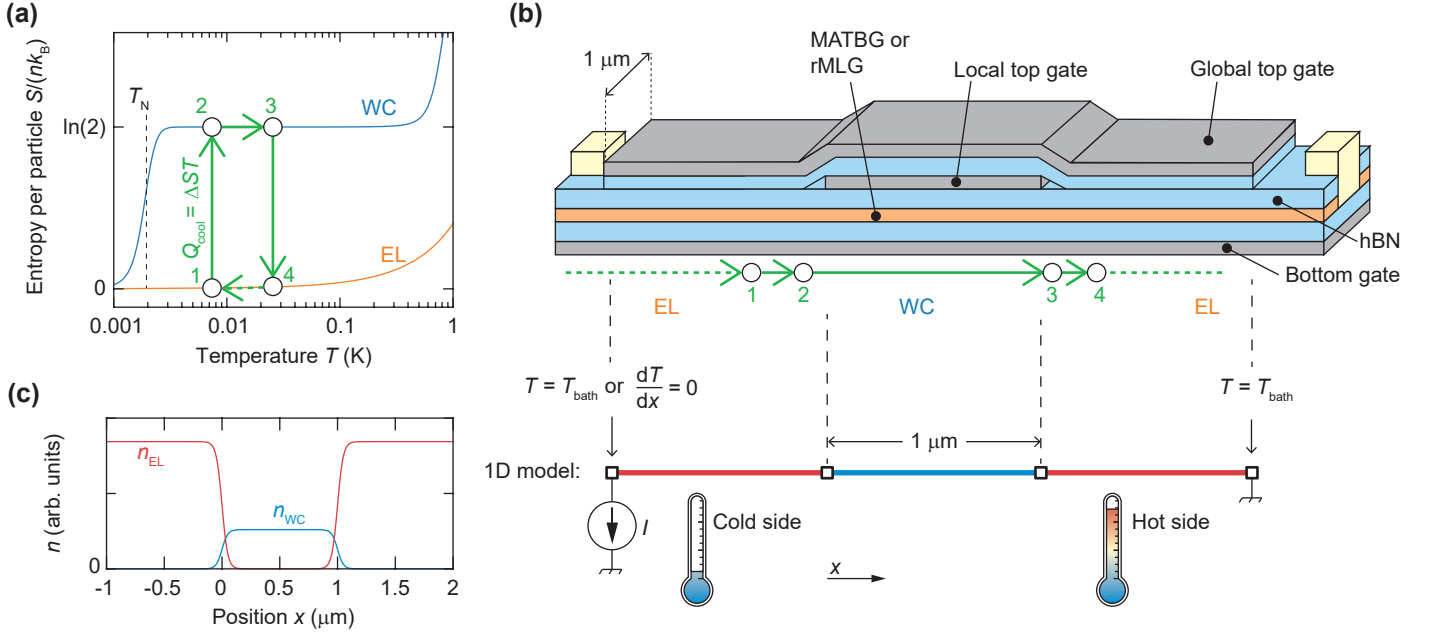 (a)
Entropy per particle S/(nk_B)
ln(2)
0
T_N
2
3
WC
Q_cool = ΔST
1
4
EL
0.001
0.01
0.1
1
Temperature T (K)
(b)
1 μm
MATBG or
rMLG
Local top gate
Global top gate
hBN
Bottom gate
1
2
3
4
EL
WC
EL
T = T_bath or dT/dx = 0
T = T_bath
1 μm
1D model:
I
Cold side
Hot side
x
(c)
n (arb. units)
0
n_EL
n_WC
-1
-0.5
0
0.5
1
1.5
2
Position x (μm)